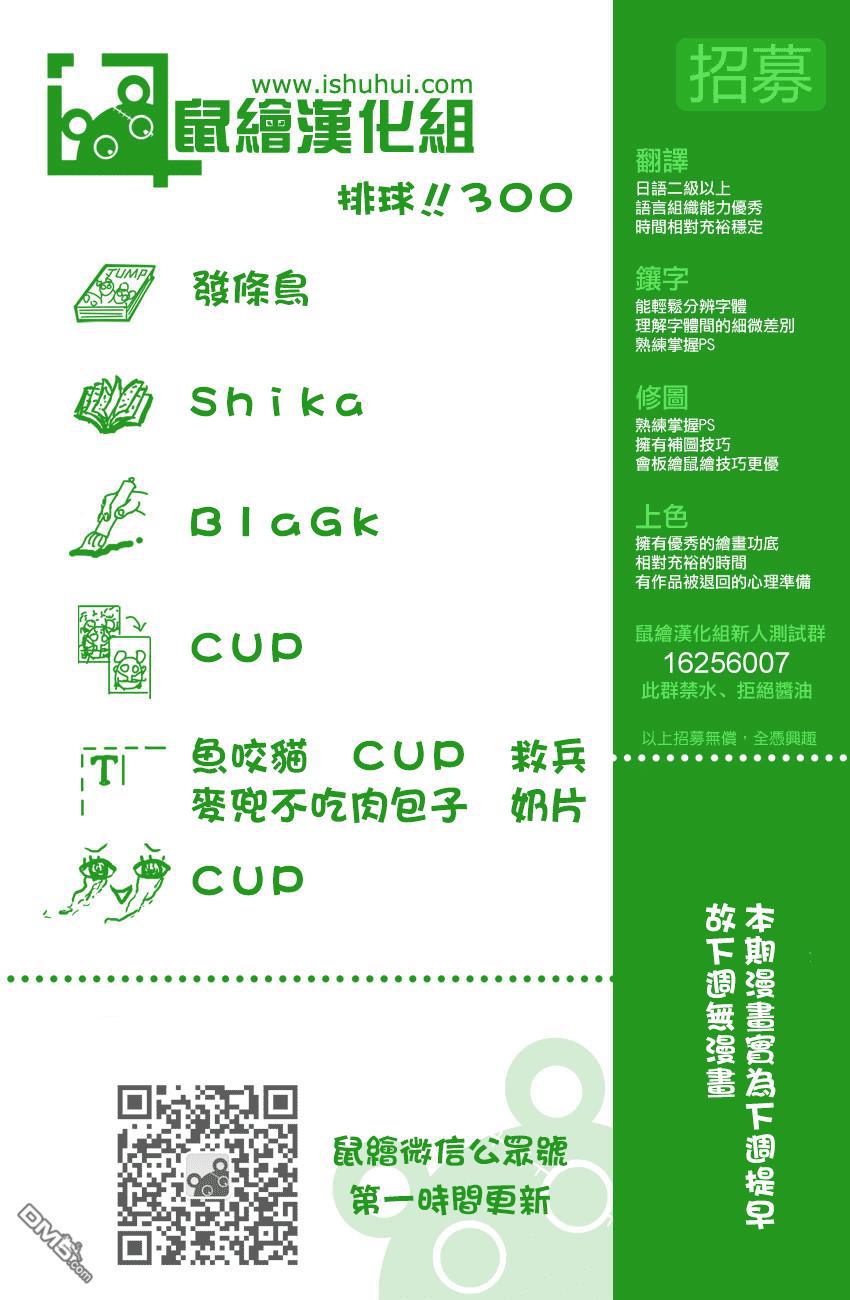 www.ishuhui.com
鼠繪漢化組
排球!!300
JUMP
發條鳥
Shika
BlaGk
CUP
T
魚咬貓 CUP 救兵
麥兜不吃肉包子 奶片
CUP
鼠繪微信公眾號
第一時間更新
DM5.com
招募
翻譯
日語二級以上
語言組織能力優秀
時間相對充裕穩定
鑲字
能輕鬆分辨字體
理解字體間的細微差別
熟練掌握PS
修圖
熟練掌握PS
擁有補圖技巧
會板繪鼠繪技巧更優
上色
擁有優秀的繪畫功底
相對充裕的時間
有作品被退回的心理準備
鼠繪漢化組新人測試群
16256007
此群禁水、拒絕醬油
以上招募無償，全憑興趣
本期漫畫實為下週提早
故下週無漫畫